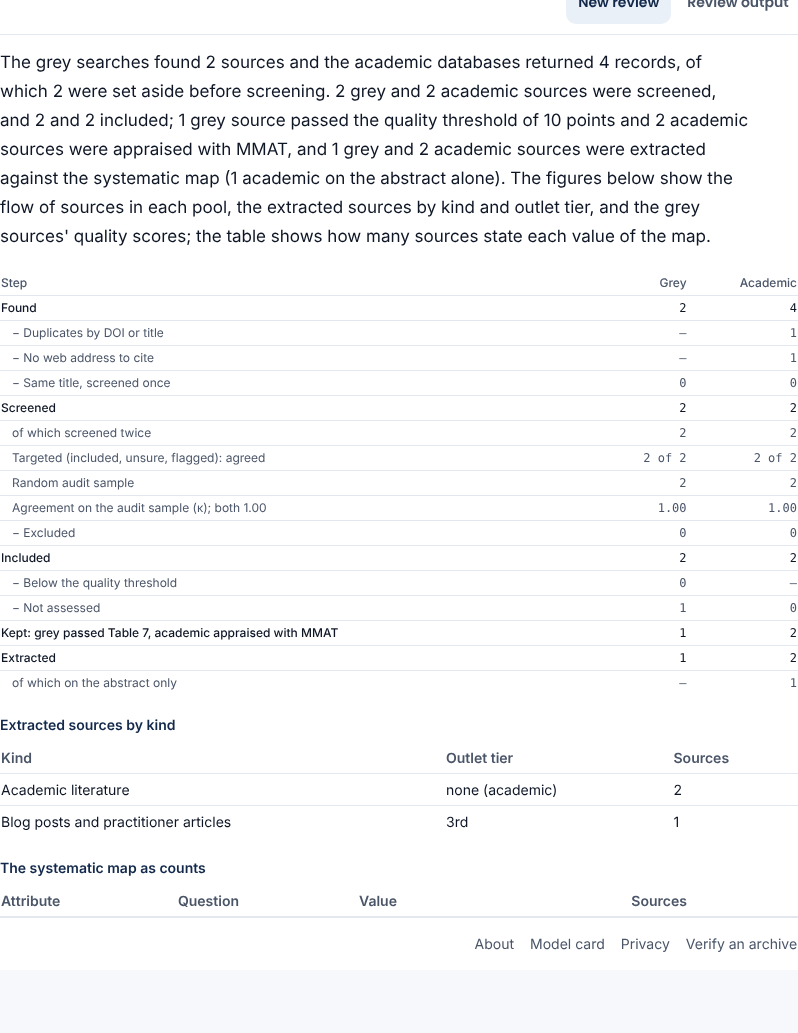 New review Review output
The grey searches found 2 sources and the academic databases returned 4 records, of
which 2 were set aside before screening. 2 grey and 2 academic sources were screened,
and 2 and 2 included; 1 grey source passed the quality threshold of 10 points and 2 academic
sources were appraised with MMAT, and 1 grey and 2 academic sources were extracted
against the systematic map (1 academic on the abstract alone). The figures below show the
flow of sources in each pool, the extracted sources by kind and outlet tier, and the grey
sources' quality scores; the table shows how many sources state each value of the map.
Step Grey Academic
Found 2 4
− Duplicates by DOI or title — 1
− No web address to cite — 1
− Same title, screened once 0 0
Screened 2 2
of which screened twice 2 2
Targeted (included, unsure, flagged): agreed 2 of 2 2 of 2
Random audit sample 2 2
Agreement on the audit sample (κ); both 1.00 1.00 1.00
− Excluded 0 0
Included 2 2
− Below the quality threshold 0 —
− Not assessed 1 0
Kept: grey passed Table 7, academic appraised with MMAT 1 2
Extracted 1 2
of which on the abstract only — 1
Extracted sources by kind
Kind Outlet tier Sources
Academic literature none (academic) 2
Blog posts and practitioner articles 3rd 1
The systematic map as counts
Attribute Question Value Sources
About Model card Privacy Verify an archive